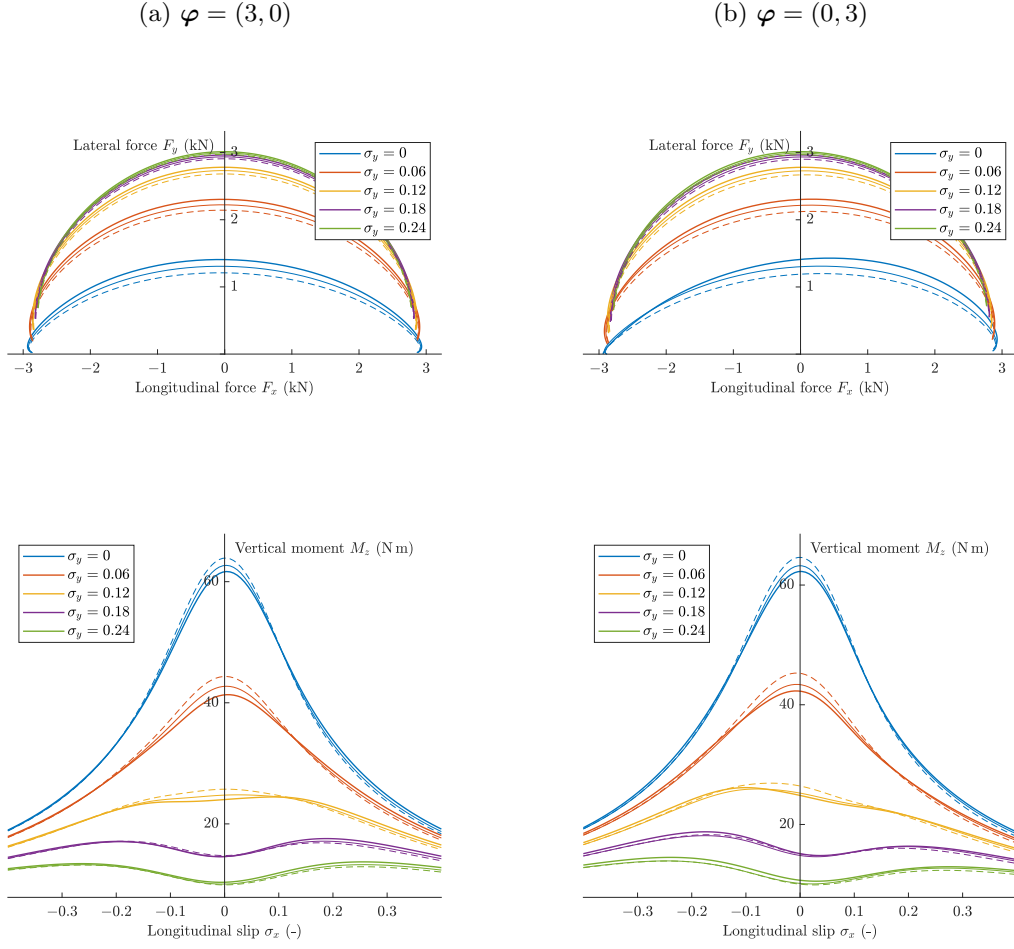 (a) φ = (3, 0)
(b) φ = (0, 3)
Lateral force F_y (kN)
3
2
1
σ_y = 0
σ_y = 0.06
σ_y = 0.12
σ_y = 0.18
σ_y = 0.24
−3 −2 −1 0 1 2 3
Longitudinal force F_x (kN)
Lateral force F_y (kN)
3
2
1
σ_y = 0
σ_y = 0.06
σ_y = 0.12
σ_y = 0.18
σ_y = 0.24
−3 −2 −1 0 1 2 3
Longitudinal force F_x (kN)
σ_y = 0
σ_y = 0.06
σ_y = 0.12
σ_y = 0.18
σ_y = 0.24
Vertical moment M_z (N m)
60
40
20
−0.3 −0.2 −0.1 0 0.1 0.2 0.3
Longitudinal slip σ_x (-)
σ_y = 0
σ_y = 0.06
σ_y = 0.12
σ_y = 0.18
σ_y = 0.24
Vertical moment M_z (N m)
60
40
20
−0.3 −0.2 −0.1 0 0.1 0.2 0.3
Longitudinal slip σ_x (-)